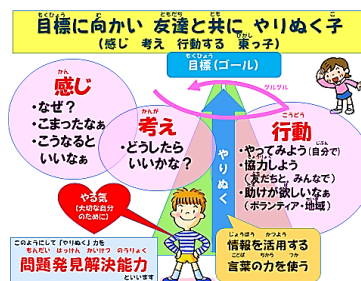 目標に向かい 友達と共に やりぬく子
(感じ 考え 行動する 東っ子)
目標(ゴール)
グルグル
感じ
・なぜ?
・こまったなぁ
・こうなると
いいなぁ
考え
・どうしたら
いいかな?
やりぬく
行動
・やってみよう(自分で)
・協力しよう
(友だちと、みんなで)
・助けが欲しいなぁ
(ボランティア・地域)
やる気
(大切な自分
のために)
このようにして「やりぬく」力を
問題発見解決能力
といいます
情報を活用する
言葉の力を使う